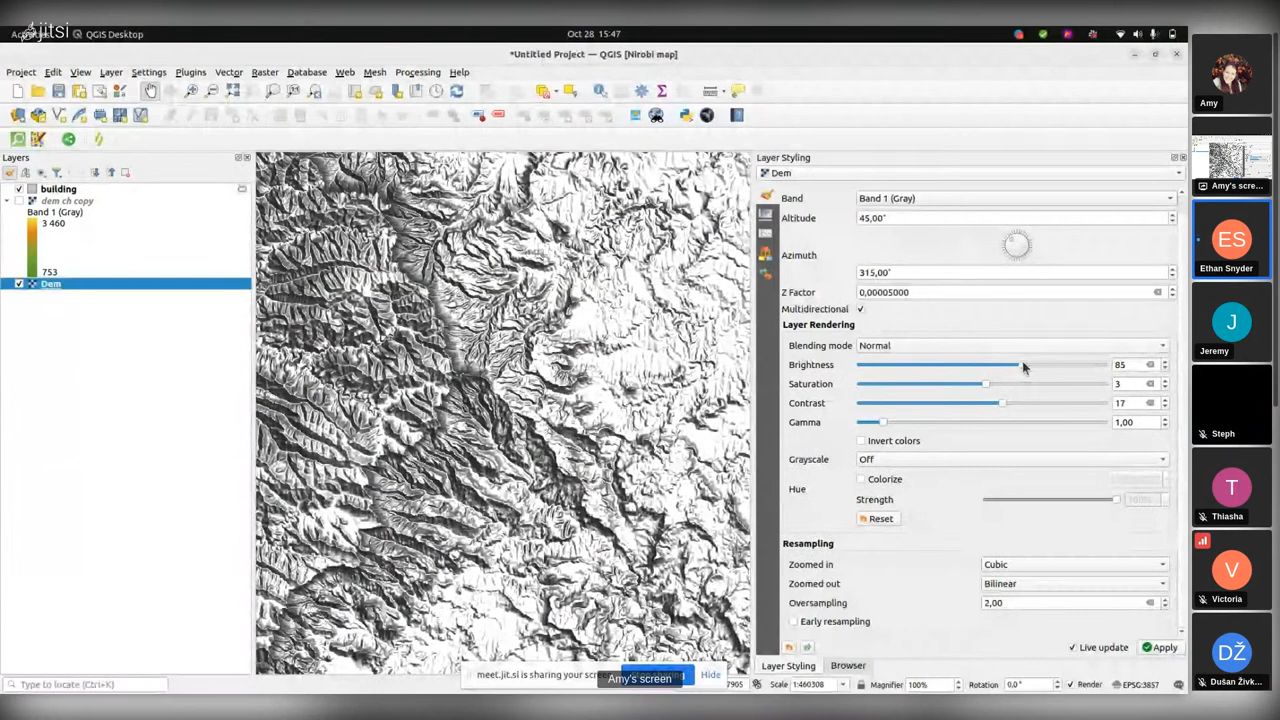 jitsi
QGIS Desktop
Oct 28 15:47
*Untitled Project — QGIS [Nirobi map]
Project Edit View Layer Settings Plugins Vector Raster Database Web Mesh Processing Help
Layers
building
dem ch copy
Band 1 (Gray)
3 460
753
Dem
Layer Styling
Dem
Band Band 1 (Gray)
Altitude 45,00°
Azimuth
315,00°
Z Factor 0,00005000
Multidirectional
Layer Rendering
Blending mode Normal
Brightness 85
Saturation 3
Contrast 17
Gamma 1,00
Invert colors
Grayscale Off
Hue
Colorize
Strength
Reset
Resampling
Zoomed in Cubic
Zoomed out Bilinear
Oversampling 2,00
Early resampling
Live update Apply
Layer Styling Browser
meet.jit.si is sharing your
Hide
Amy's screen
Type to locate (Ctrl+K)
7905 Scale 1:460308 Magnifier 100% Rotation 0,0° Render EPSG:3857
Amy
Amy's scre...
ES
Ethan Snyder
J
Jeremy
Steph
T
Thiasha
V
Victoria
DŽ
Dušan Živk...